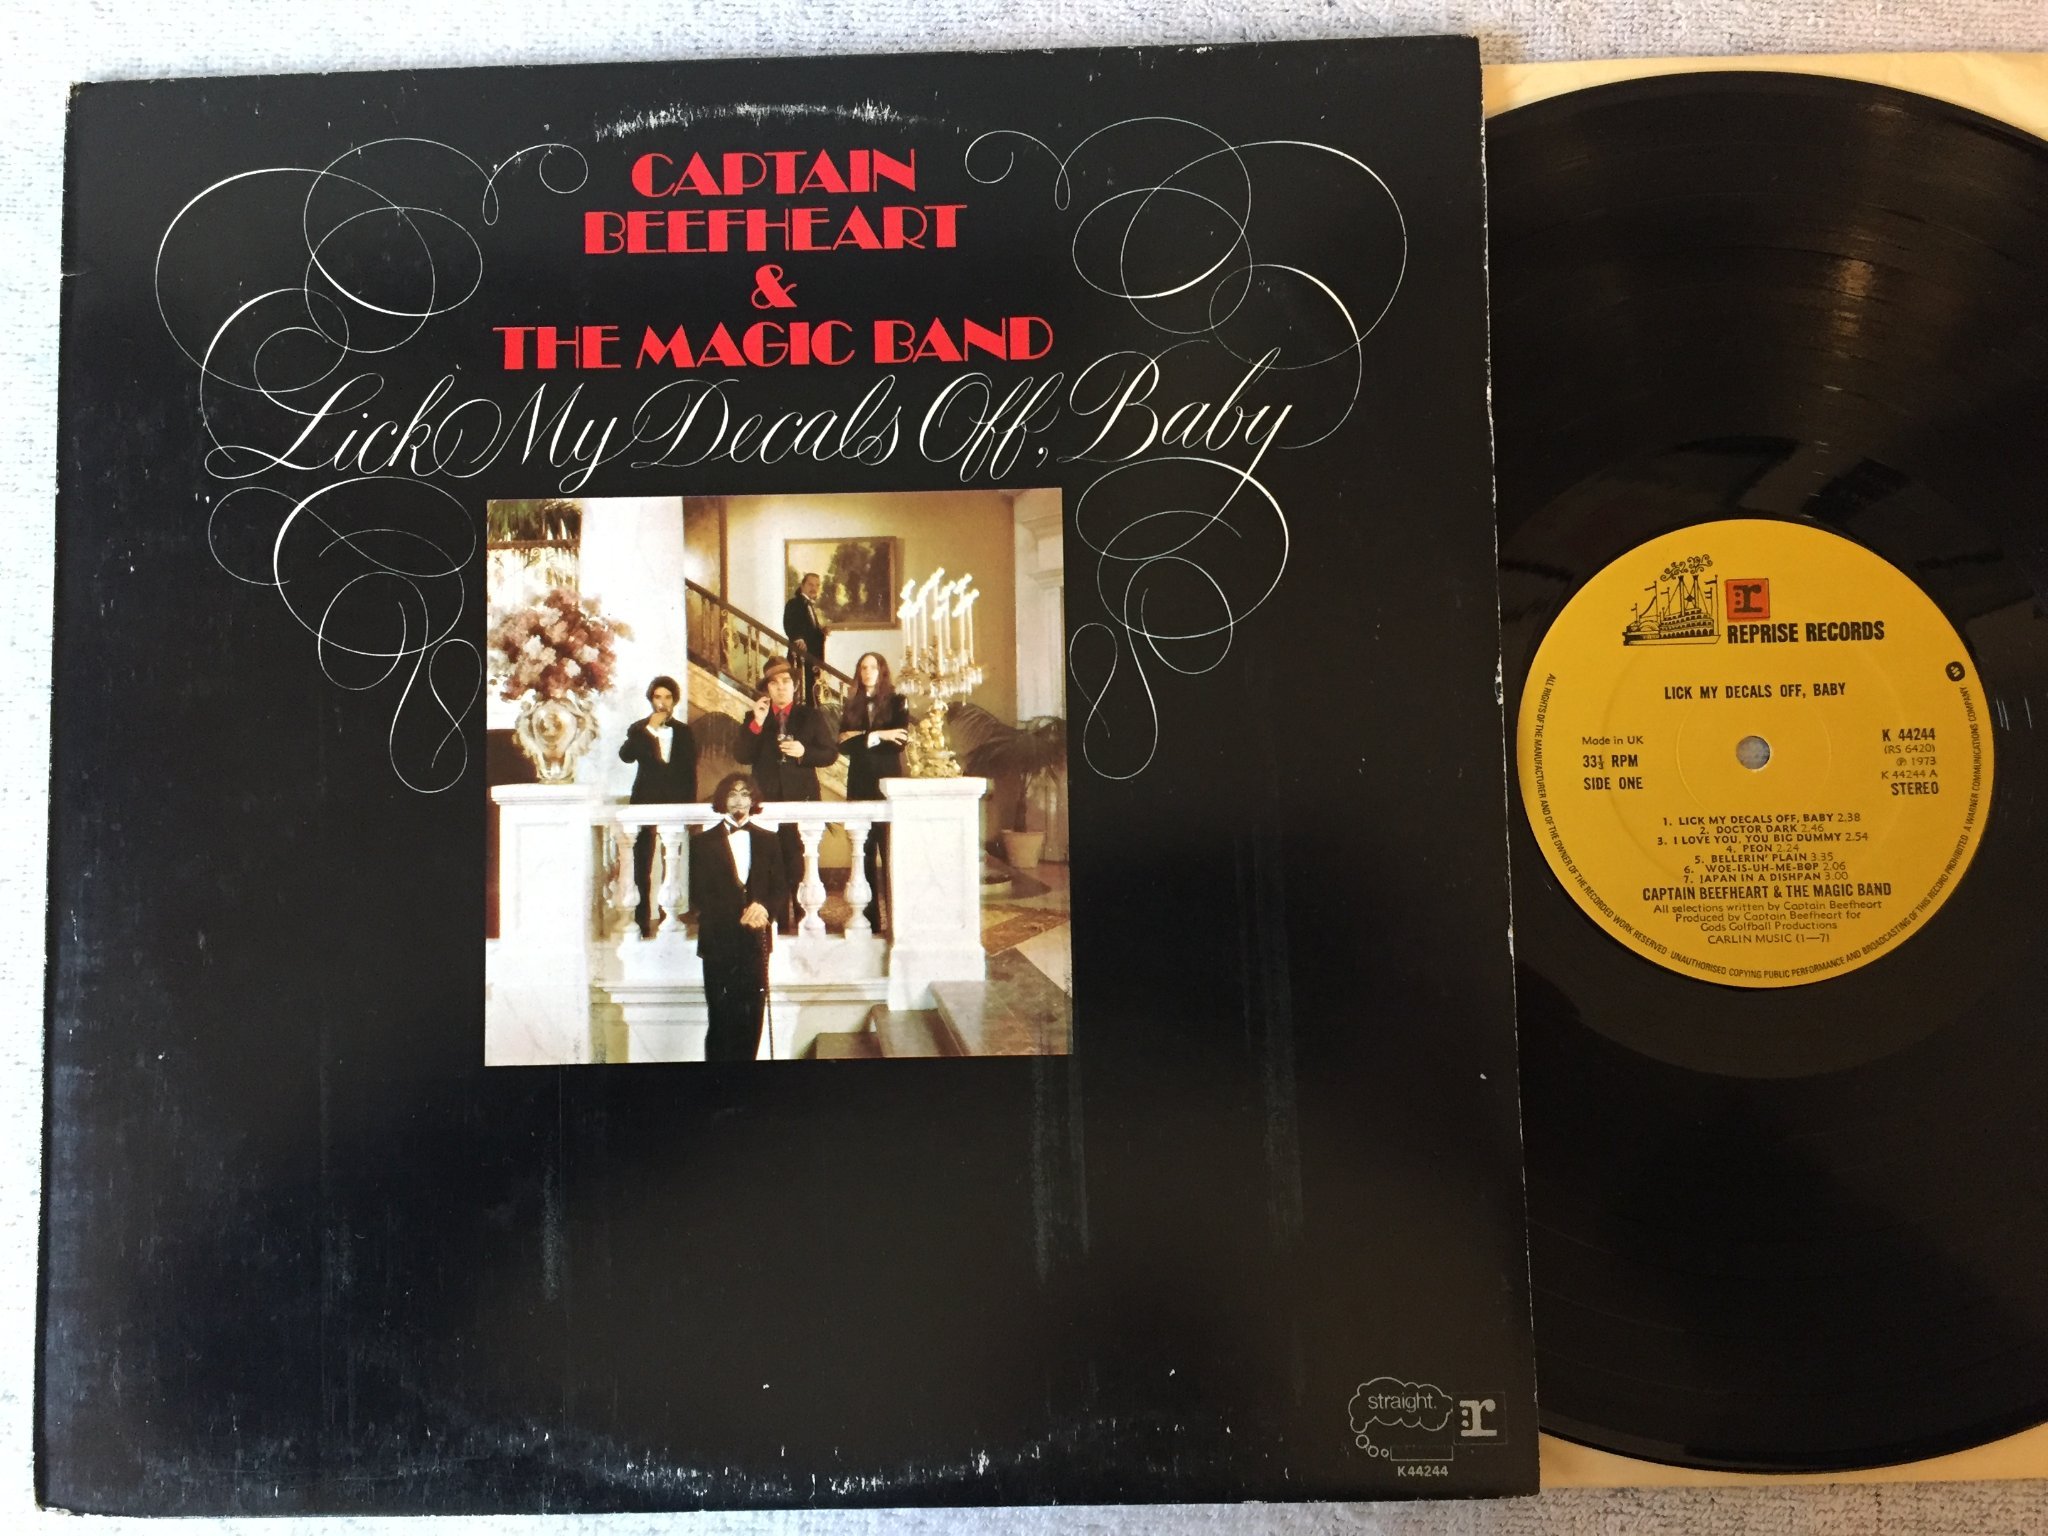 CAPTAIN
BEEFHEART
&
THE MAGIC BAND
Lick My Decals Off, Baby
straight.
:r
K44244
:r
REPRISE RECORDS
LICK MY DECALS OFF, BABY
Made in UK
33⅓ RPM
SIDE ONE
K 44244
(RS 6420)
℗ 1973
K 44244 A
STEREO
1. LICK MY DECALS OFF, BABY 2.38
2. DOCTOR DARK 2.46
3. I LOVE YOU, YOU BIG DUMMY 2.54
4. PEON 2.24
5. BELLERIN' PLAIN 3.35
6. WOE-IS-UH-ME-BOP 2.06
7. JAPAN IN A DISHPAN 3.00
CAPTAIN BEEFHEART & THE MAGIC BAND
All selections written by Captain Beefheart
Produced by Captain Beefheart for
Gods Golfball Productions
CARLIN MUSIC (1—7)
ALL RIGHTS OF THE MANUFACTURER AND OF THE OWNER OF THE RECORDED WORK RESERVED · UNAUTHORISED COPYING PUBLIC PERFORMANCE AND BROADCASTING OF THIS RECORD PROHIBITED A WARNER COMMUNICATIONS COMPANY